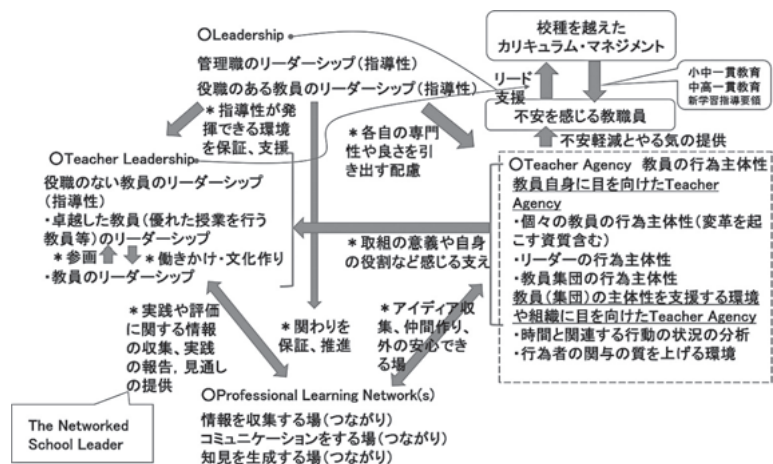 ○Leadership
管理職のリーダーシップ(指導性)
役職のある教員のリーダーシップ(指導性)
校種を越えた
カリキュラム・マネジメント
リード
支援
小中一貫教育
中高一貫教育
新学習指導要領
不安を感じる教職員
不安軽減とやる気の提供
*指導性が発
揮できる環境
を保証、支援
*各自の専門
性や良さを引
き出す配慮
○Teacher Leadership
役職のない教員のリーダーシップ
(指導性)
・卓越した教員(優れた授業を行う
教員等)のリーダーシップ
*参画
*働きかけ・文化作り
・教員のリーダーシップ
○Teacher Agency 教員の行為主体性
教員自身に目を向けたTeacher
Agency
・個々の教員の行為主体性(変革を起
こす資質含む)
・リーダーの行為主体性
・教員集団の行為主体性
教員(集団)の主体性を支援する環境
や組織に目を向けたTeacher Agency
・時間と関連する行動の状況の分析
・行為者の関与の質を上げる環境
*取組の意義や自身
の役割など感じる支え
*実践や評価
に関する情報
の収集、実践
の報告,見通し
の提供
*関わりを
保証、推進
*アイディア収
集、仲間作り、
外の安心でき
る場
The Networked
School Leader
○Professional Learning Network(s)
情報を収集する場(つながり)
コミュニケーションをする場(つながり)
知見を生成する場(つながり)